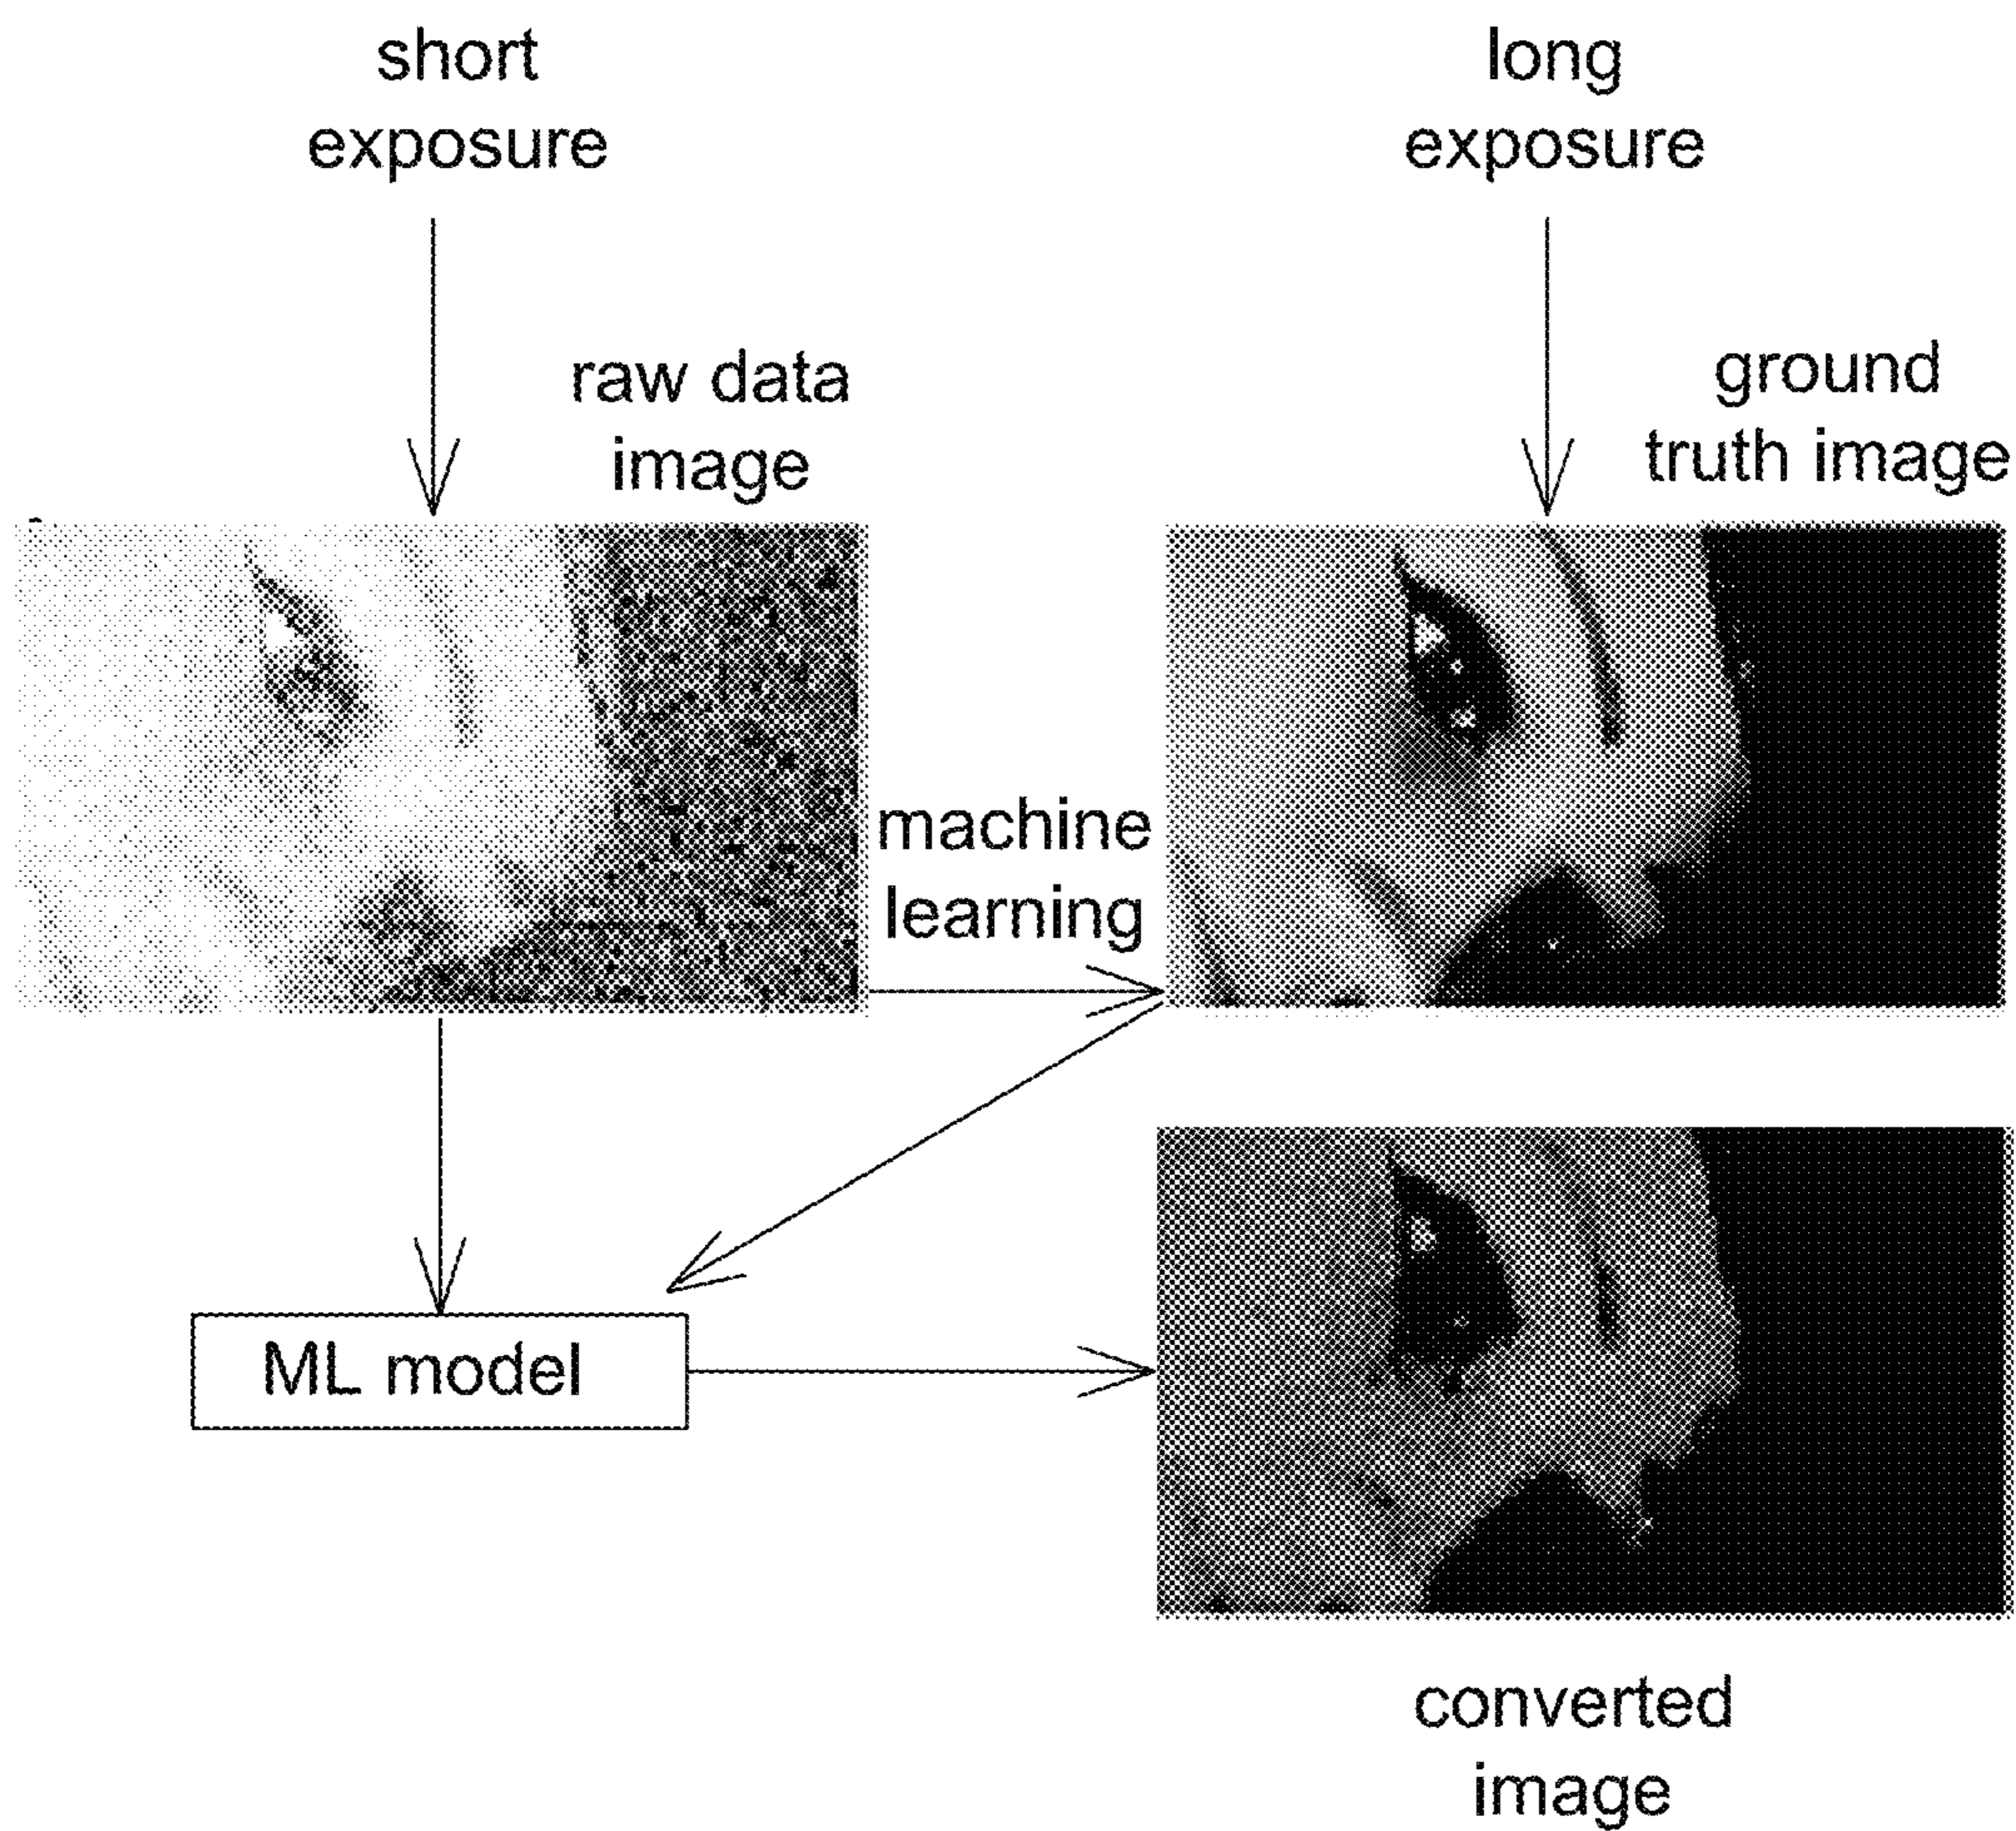 short
exposure
long
exposure
raw data
image
ground
truth image
machine
learning
ML model
converted
image